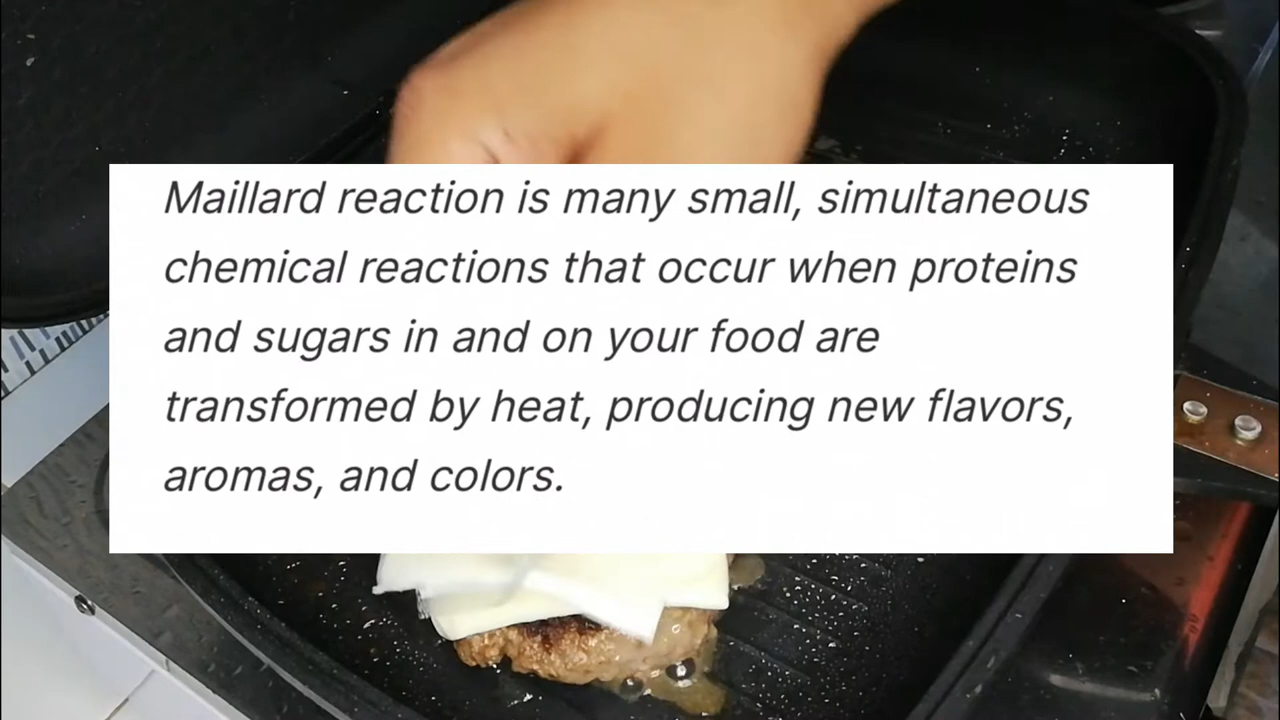 Maillard reaction is many small, simultaneous
chemical reactions that occur when proteins
and sugars in and on your food are
transformed by heat, producing new flavors,
aromas, and colors.